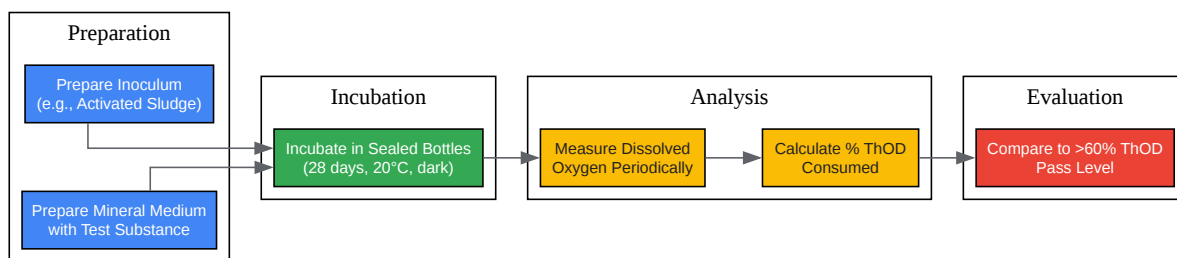 Preparation
Prepare Inoculum
(e.g., Activated Sludge)
Prepare Mineral Medium
with Test Substance
Incubation
Incubate in Sealed Bottles
(28 days, 20°C, dark)
Analysis
Measure Dissolved
Oxygen Periodically
Calculate % ThOD
Consumed
Evaluation
Compare to >60% ThOD
Pass Level